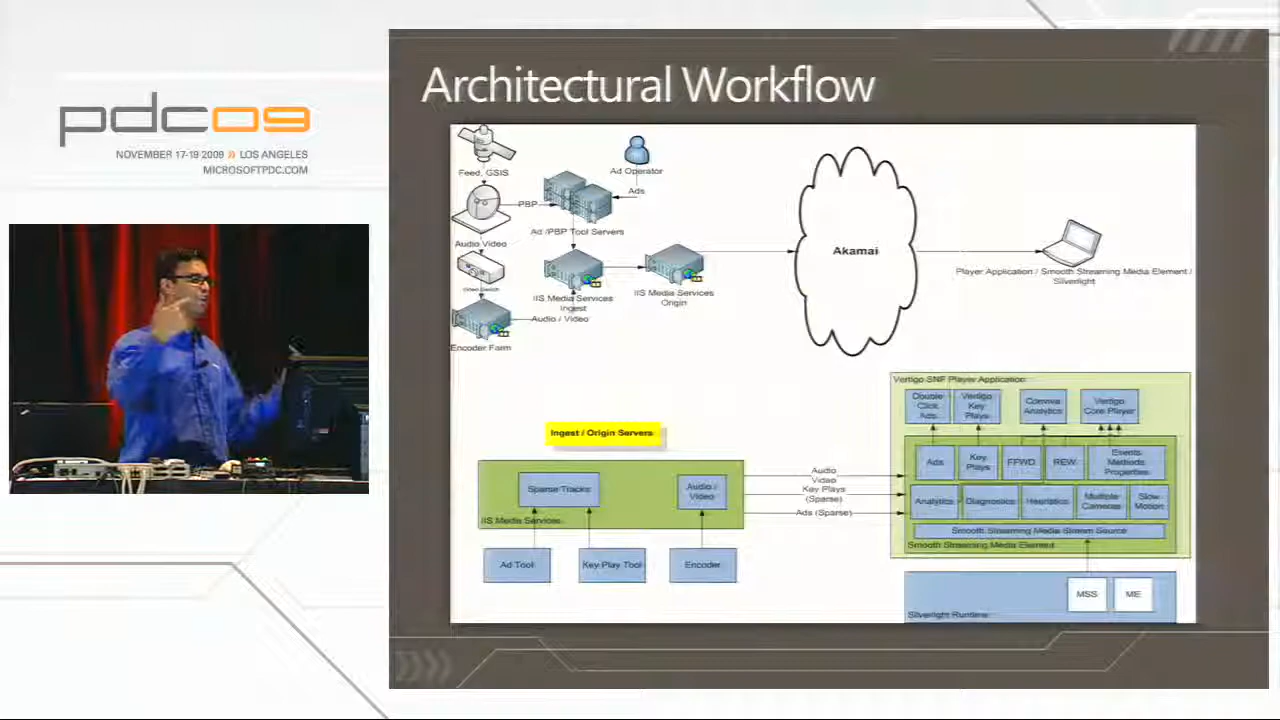 pdc09
NOVEMBER 17-19 2009 » LOS ANGELES
MICROSOFTPDC.COM
Architectural Workflow
Feed, GSIS
Ad Operator
Ads
PBP
Ad /PBP Tool Servers
Audio Video
Video Switch
IIS Media Services
Ingest
IIS Media Services
Origin
Audio / Video
Encoder Farm
Akamai
Player Application / Smooth Streaming Media Element /
Silverlight
Ingest / Origin Servers
Sparse Tracks
Audio /
Video
IIS Media Services
Ad Tool
Key Play Tool
Encoder
Audio
Video
Key Plays
(Sparse)
Ads (Sparse)
Vertigo SNF Player Application
Double
Click
Ads
Vertigo
Key
Plays
Conviva
Analytics
Vertigo
Core Player
Ads
Key
Plays
FFWD
REW
Events
Methods
Properties
Analytics
Diagnostics
Heuristics
Multiple
Cameras
Slow
Motion
Smooth Streaming Media Stream Source
Smooth Streaming Media Element
MSS
ME
Silverlight Runtime